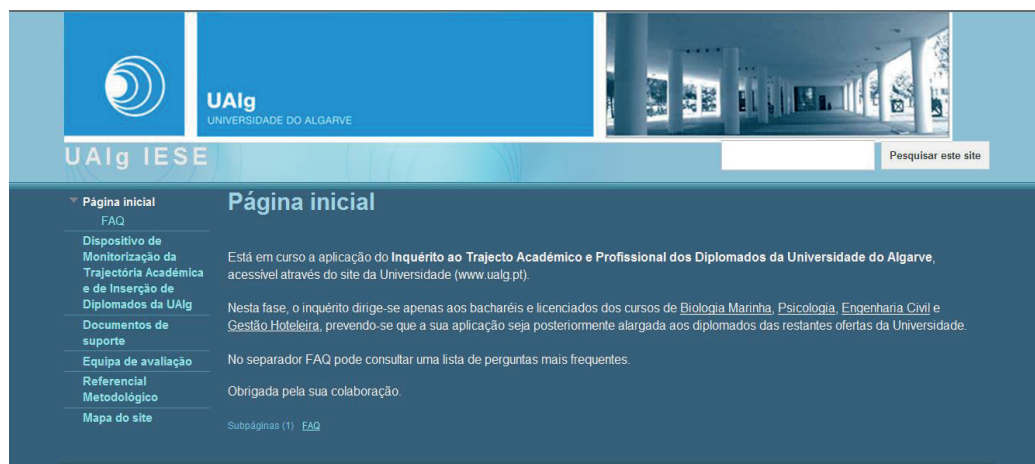 UAlg
UNIVERSIDADE DO ALGARVE
UAlg IESE
Pesquisar este site
Página inicial
FAQ
Dispositivo de
Monitorização da
Trajectória Académica
e de Inserção de
Diplomados da UAlg
Documentos de
suporte
Equipa de avaliação
Referencial
Metodológico
Mapa do site
Página inicial
Está em curso a aplicação do Inquérito ao Trajecto Académico e Profissional dos Diplomados da Universidade do Algarve,
acessível através do site da Universidade (www.ualg.pt).
Nesta fase, o inquérito dirige-se apenas aos bacharéis e licenciados dos cursos de Biologia Marinha, Psicologia, Engenharia Civil e
Gestão Hoteleira, prevendo-se que a sua aplicação seja posteriormente alargada aos diplomados das restantes ofertas da Universidade.
No separador FAQ pode consultar uma lista de perguntas mais frequentes.
Obrigada pela sua colaboração.
Subpáginas (1) FAQ